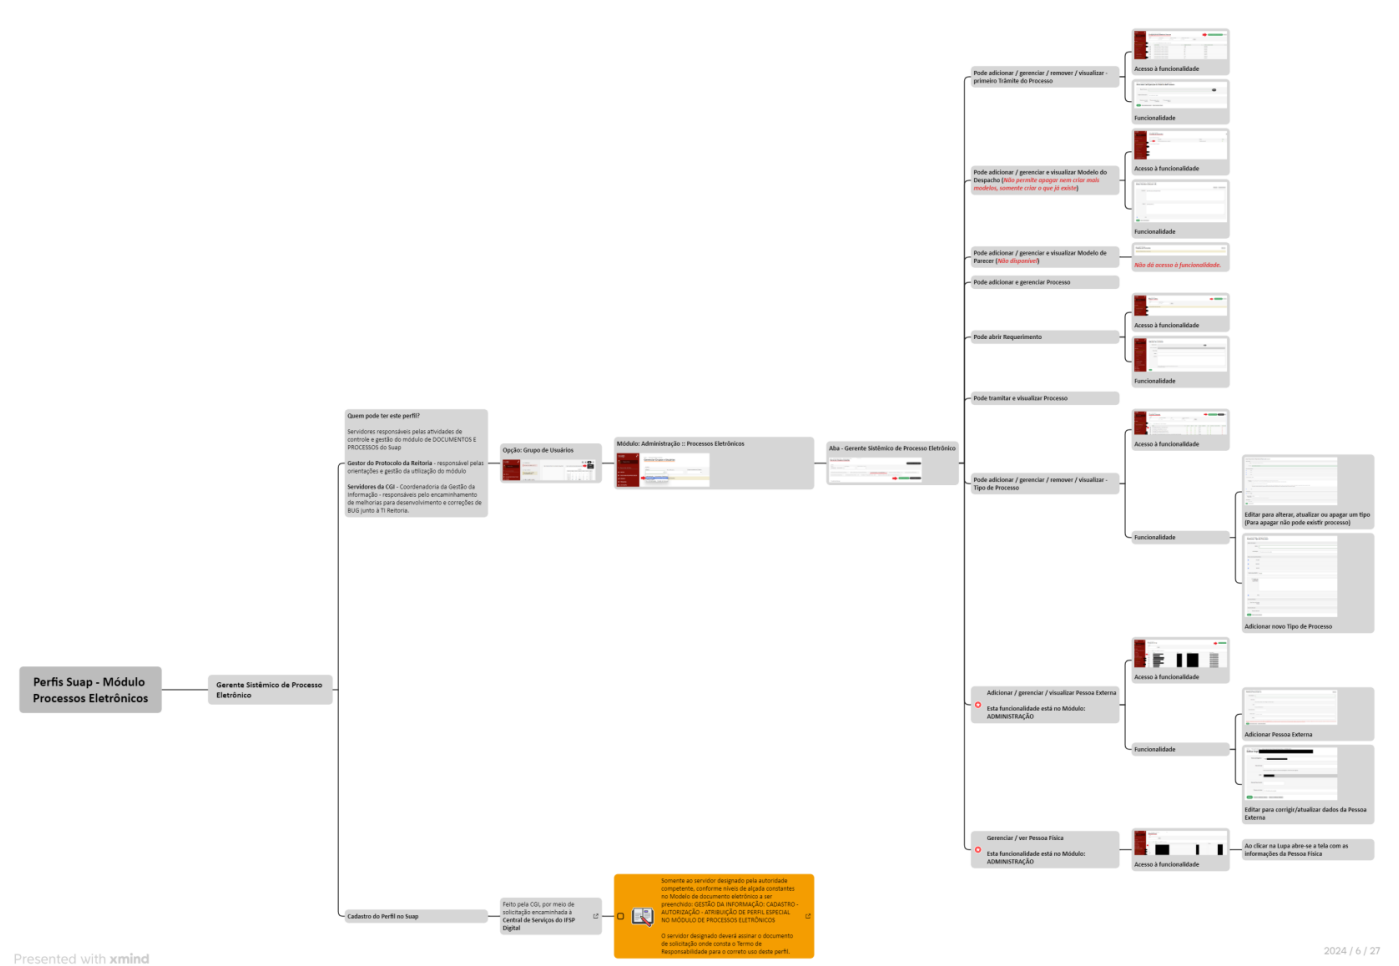 Perfis Suap - Módulo
Processos Eletrônicos
Gerente Sistêmico de Processo
Eletrônico
Quem pode ter este perfil?
Servidores responsáveis pelas atividades de
controle e gestão do módulo de DOCUMENTOS E
PROCESSOS do Suap
Gestor do Protocolo da Reitoria - responsável pelas
orientações e gestão da utilização do módulo
Servidores da CGI - Coordenadoria da Gestão da
Informação - responsáveis pelo encaminhamento
de melhorias para desenvolvimento e correções de
BUG junto à TI Reitoria.
Opção: Grupo de Usuários
Módulo: Administração :: Processos Eletrônicos
Aba - Gerente Sistêmico de Processo Eletrônico
Pode adicionar / gerenciar / remover / visualizar -
primeiro Trâmite do Processo
Acesso à funcionalidade
Funcionalidade
Pode adicionar / gerenciar e visualizar Modelo do
Despacho (Não permite apagar nem criar mais
modelos, somente criar o que já existe)
Acesso à funcionalidade
Funcionalidade
Pode adicionar / gerenciar e visualizar Modelo de
Parecer (Não disponível)
Não dá acesso à funcionalidade.
Pode adicionar e gerenciar Processo
Pode abrir Requerimento
Acesso à funcionalidade
Funcionalidade
Pode tramitar e visualizar Processo
Pode adicionar / gerenciar / remover / visualizar -
Tipo de Processo
Acesso à funcionalidade
Funcionalidade
Editar para alterar, atualizar ou apagar um tipo
(Para apagar não pode existir processo)
Adicionar novo Tipo de Processo
Adicionar / gerenciar / visualizar Pessoa Externa
Esta funcionalidade está no Módulo:
ADMINISTRAÇÃO
Acesso à funcionalidade
Funcionalidade
Adicionar Pessoa Externa
Editar para corrigir/atualizar dados da Pessoa
Externa
Gerenciar / ver Pessoa Física
Esta funcionalidade está no Módulo:
ADMINISTRAÇÃO
Acesso à funcionalidade
Ao clicar na Lupa abre-se a tela com as
informações da Pessoa Física
Cadastro do Perfil no Suap
Feito pela CGI, por meio de
solicitação encaminhada à
Central de Serviços do IFSP
Digital
Somente ao servidor designado pela autoridade
competente, conforme níveis de alçada constantes
no Modelo de documento eletrônico a ser
preenchido: GESTÃO DA INFORMAÇÃO: CADASTRO -
AUTORIZAÇÃO - ATRIBUIÇÃO DE PERFIL ESPECIAL
NO MÓDULO DE PROCESSOS ELETRÔNICOS
O servidor designado deverá assinar o documento
de solicitação onde consta o Termo de
Responsabilidade para o correto uso deste perfil.
Presented with xmind
2024 / 6 / 27